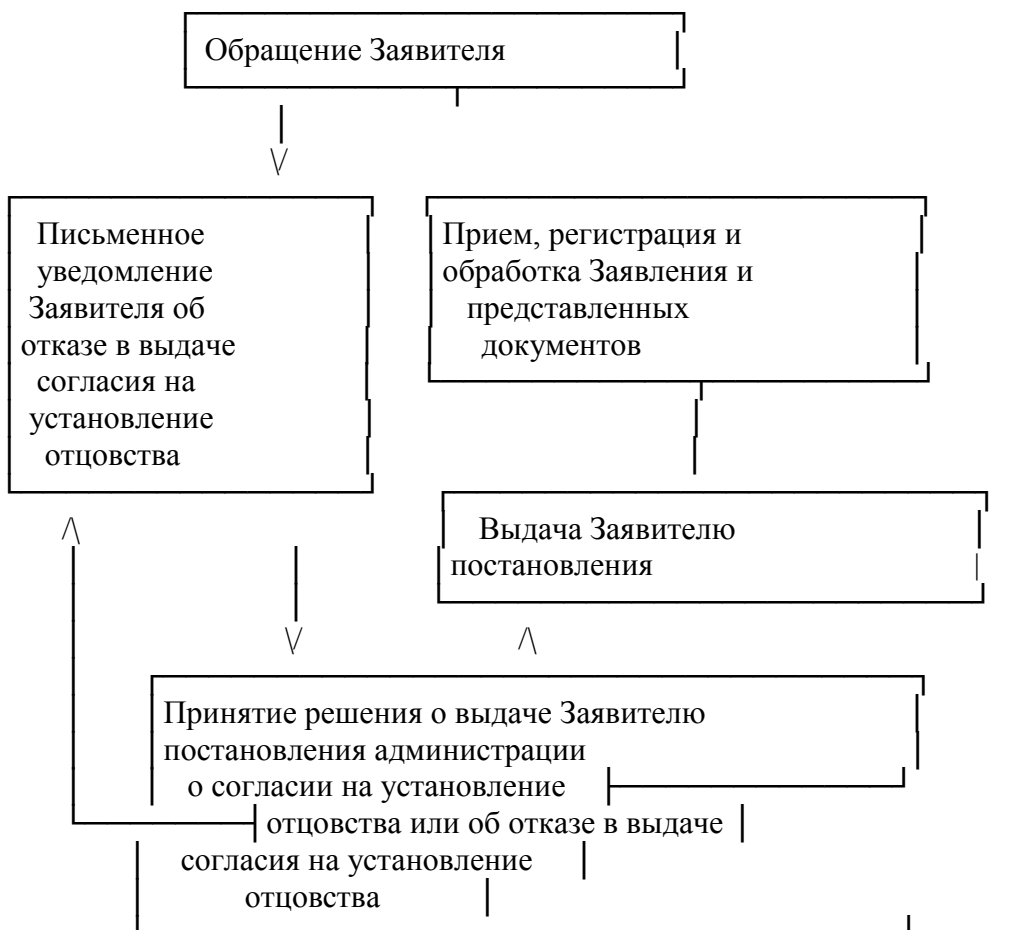 Обращение Заявителя
Письменное
уведомление
Заявителя об
отказе в выдаче
согласия на
установление
отцовства
Прием, регистрация и
обработка Заявления и
представленных
документов
Выдача Заявителю
постановления
Принятие решения о выдаче Заявителю
постановления администрации
о согласии на установление
отцовства или об отказе в выдаче
согласия на установление
отцовства